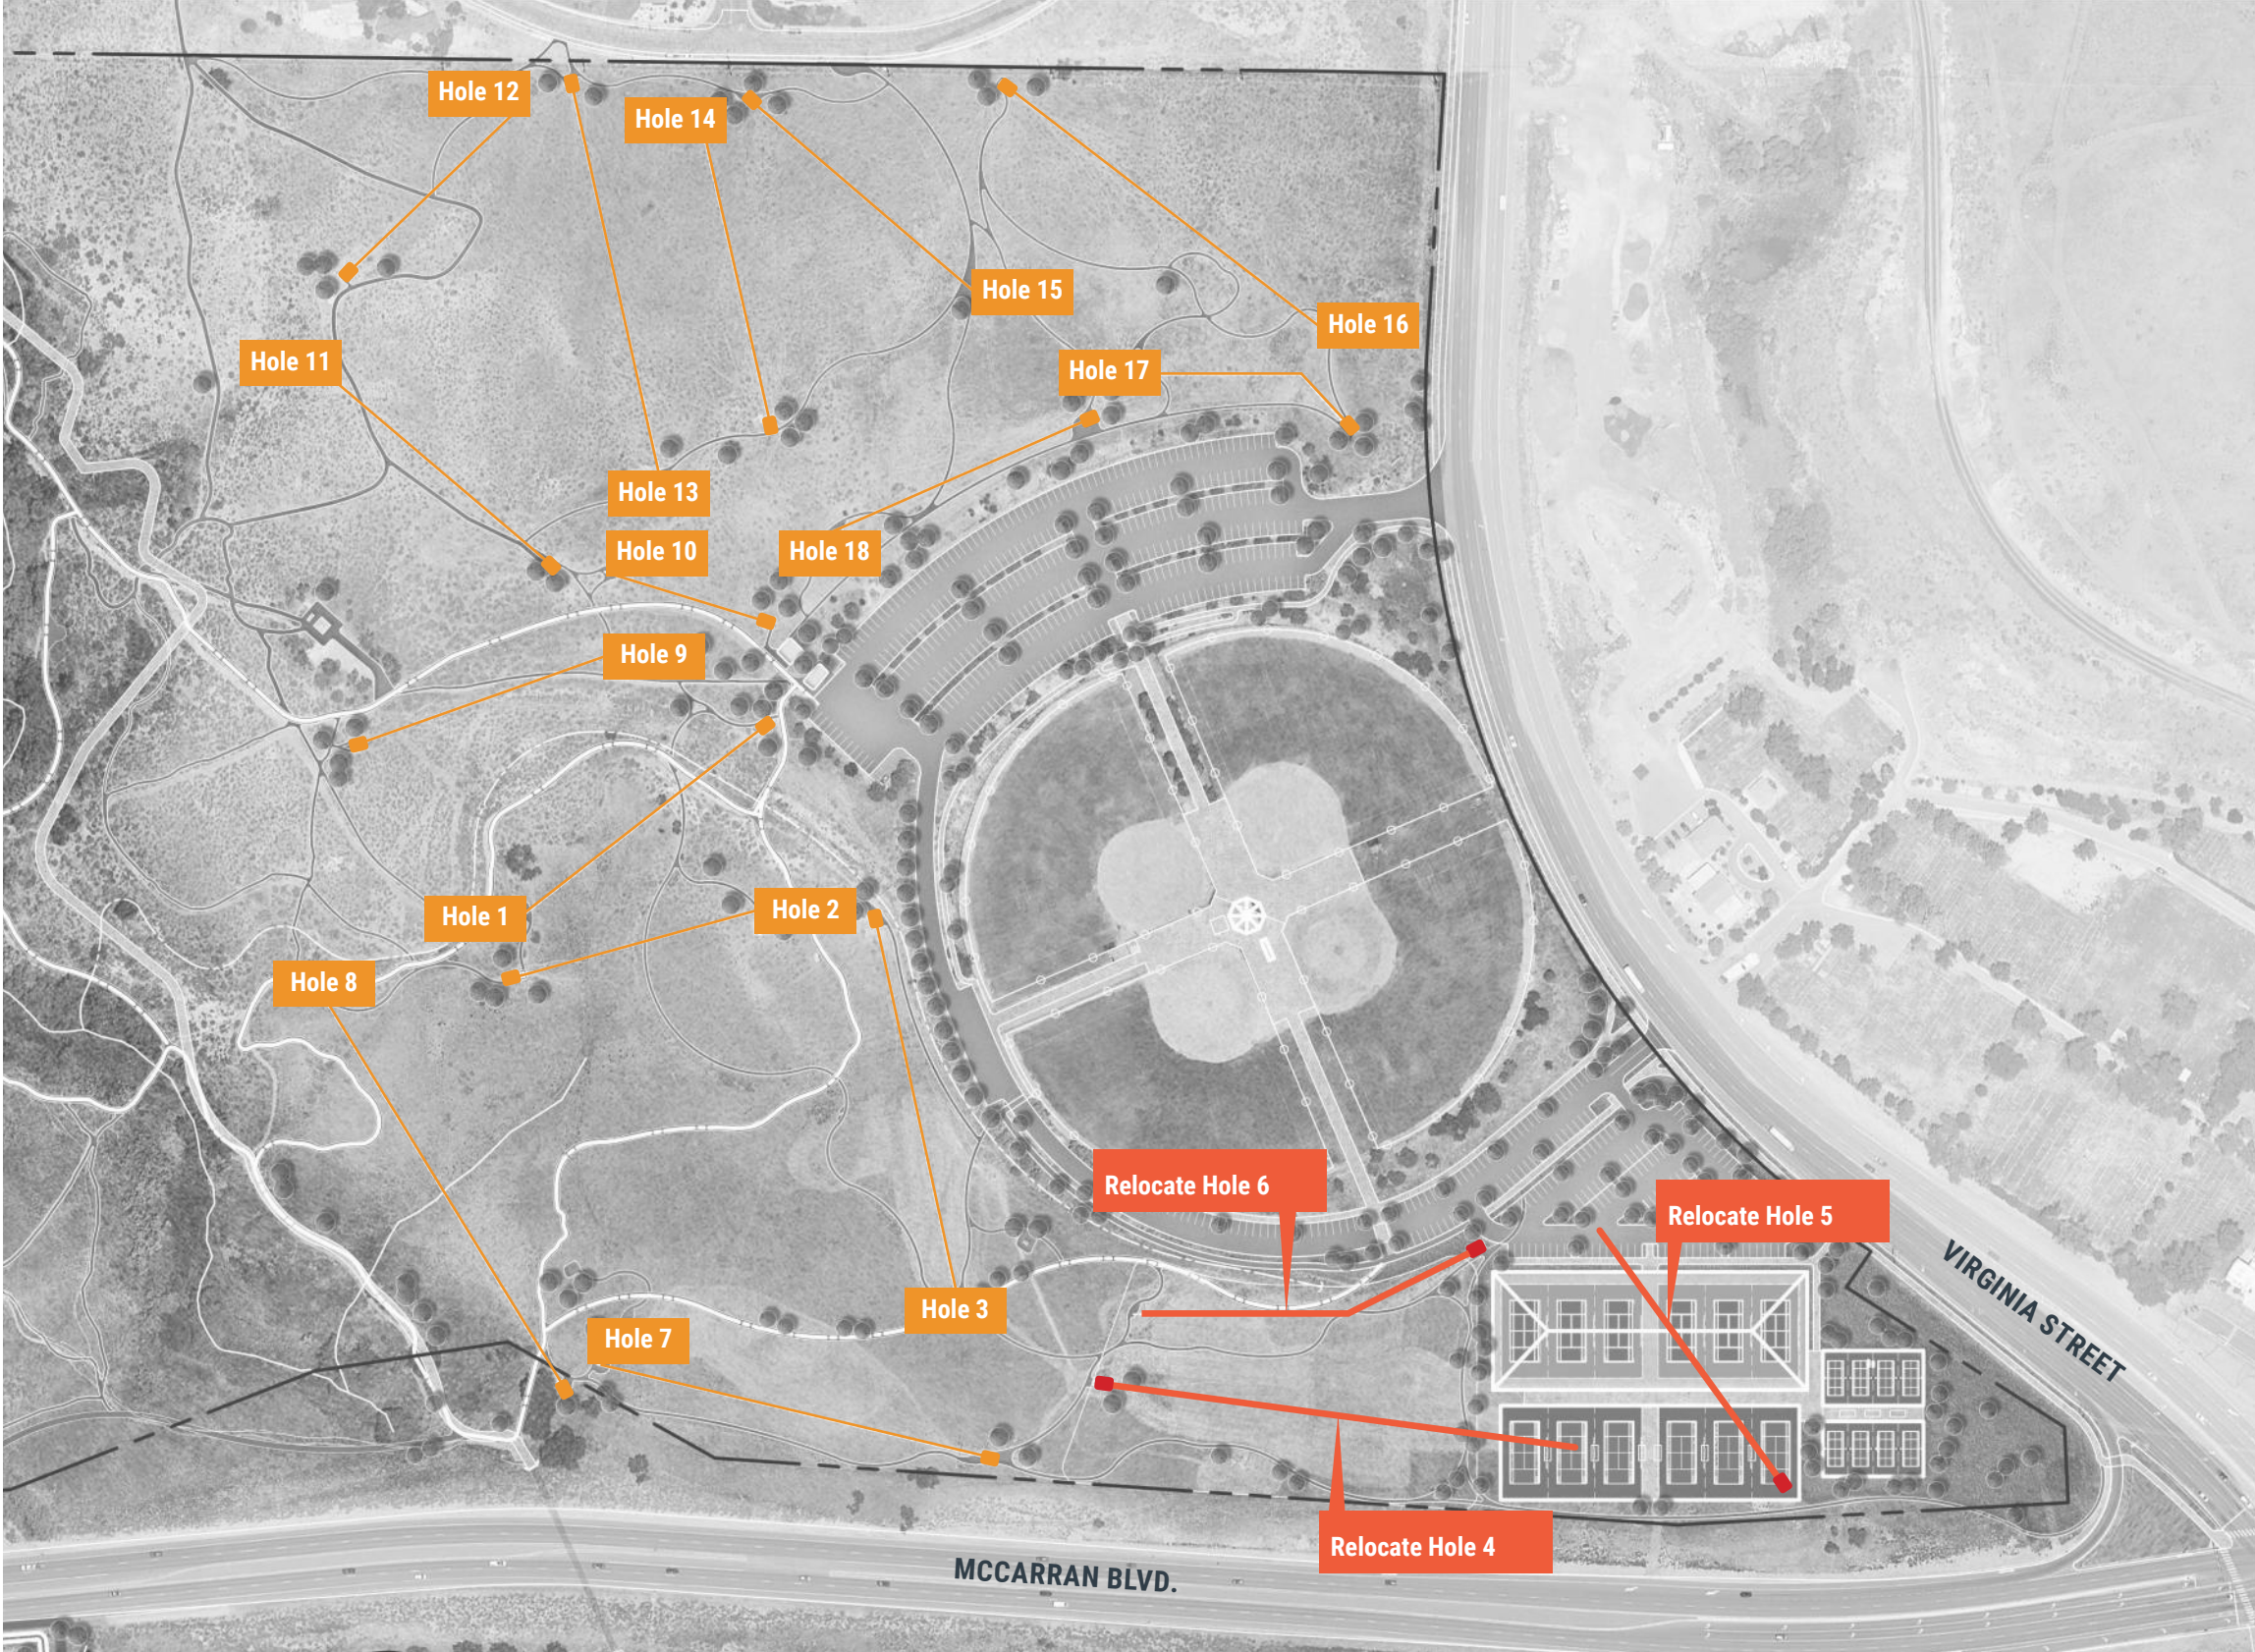 Hole 12
Hole 14
Hole 15
Hole 16
Hole 11
Hole 17
Hole 13
Hole 10
Hole 18
Hole 9
Hole 1
Hole 2
Hole 8
Relocate Hole 6
Relocate Hole 5
Hole 3
Hole 7
VIRGINIA STREET
Relocate Hole 4
MCCARRAN BLVD.